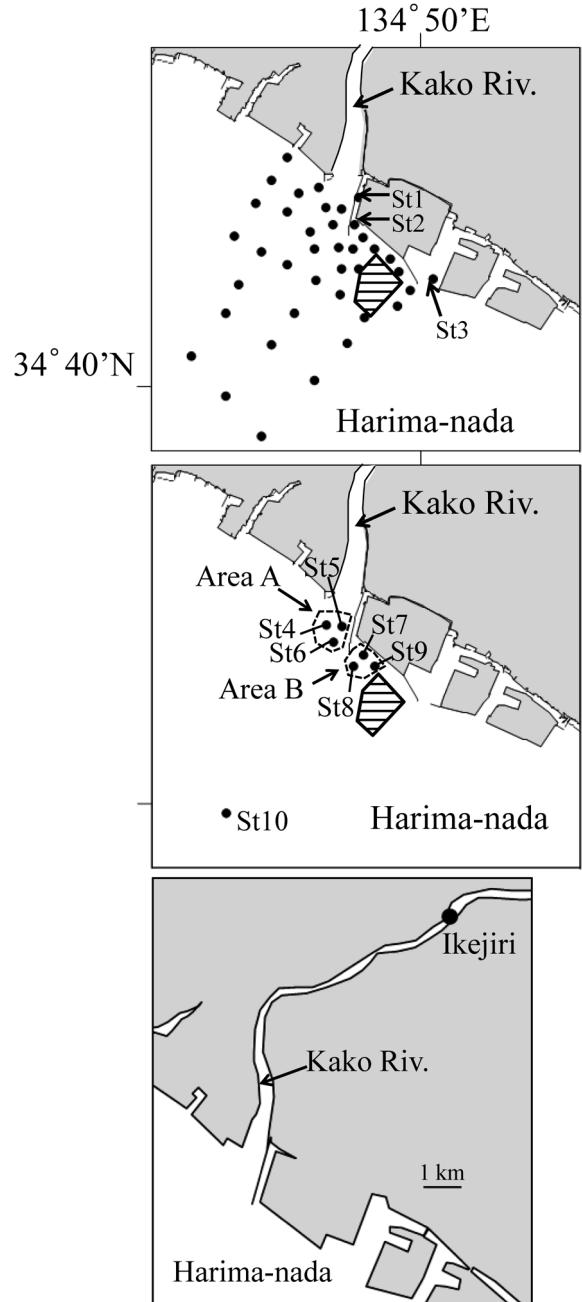 134˚50’E
Kako Riv.
St1
St2
St3
34˚40’N
Harima-nada
Kako Riv.
Area A
St5
St4
St7
St6
St9
Area B
St8
St10
Harima-nada
Ikejiri
Kako Riv.
1 km
Harima-nada